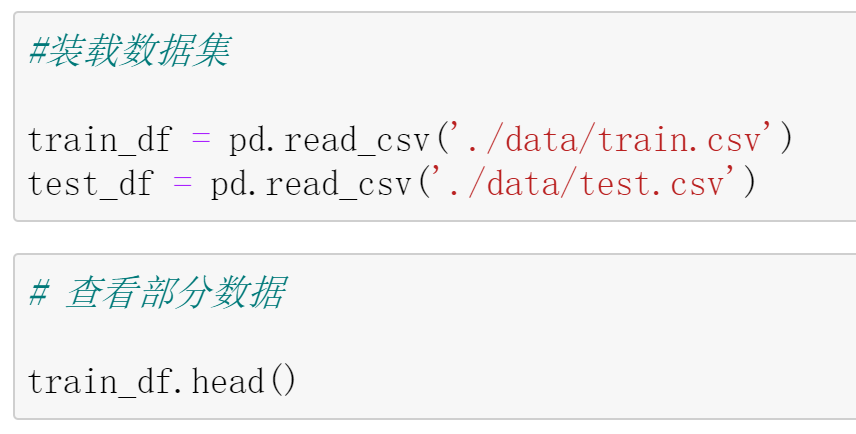 #装载数据集
train_df = pd.read_csv('./data/train.csv')
test_df = pd.read_csv('./data/test.csv')
# 查看部分数据
train_df.head()